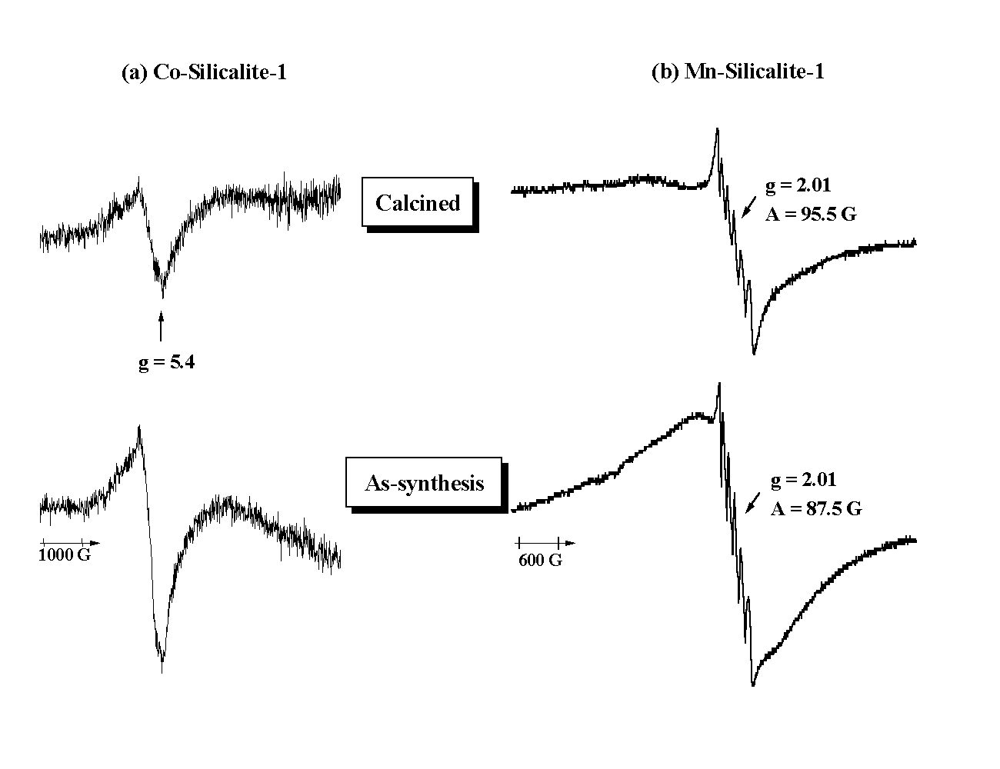 (a) Co-Silicalite-1
(b) Mn-Silicalite-1
Calcined
g = 2.01
A = 95.5 G
g = 5.4
As-synthesis
g = 2.01
A = 87.5 G
1000 G
600 G